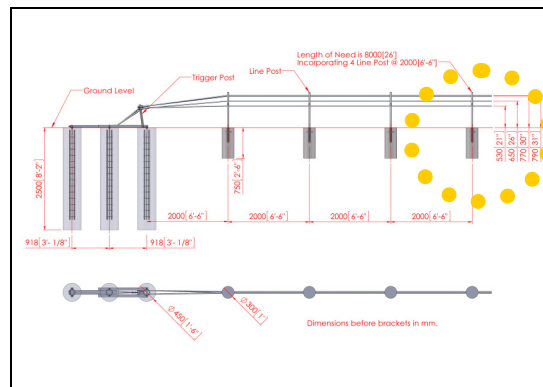 Length of Need is 8000[26']
Incorporating 4 Line Post @ 2000[6'-6"]
Line Post
Trigger Post
Ground Level
2500[8'-2"]
750[2'-6"]
530[21"]
650[26"]
770[30"]
790[31"]
2000[6'-6"]
2000[6'-6"]
2000[6'-6"]
2000[6'-6"]
918[3'- 1/8"]
918[3'- 1/8"]
Ø450[1'-6"]
Ø300[1']
Dimensions before brackets in mm.